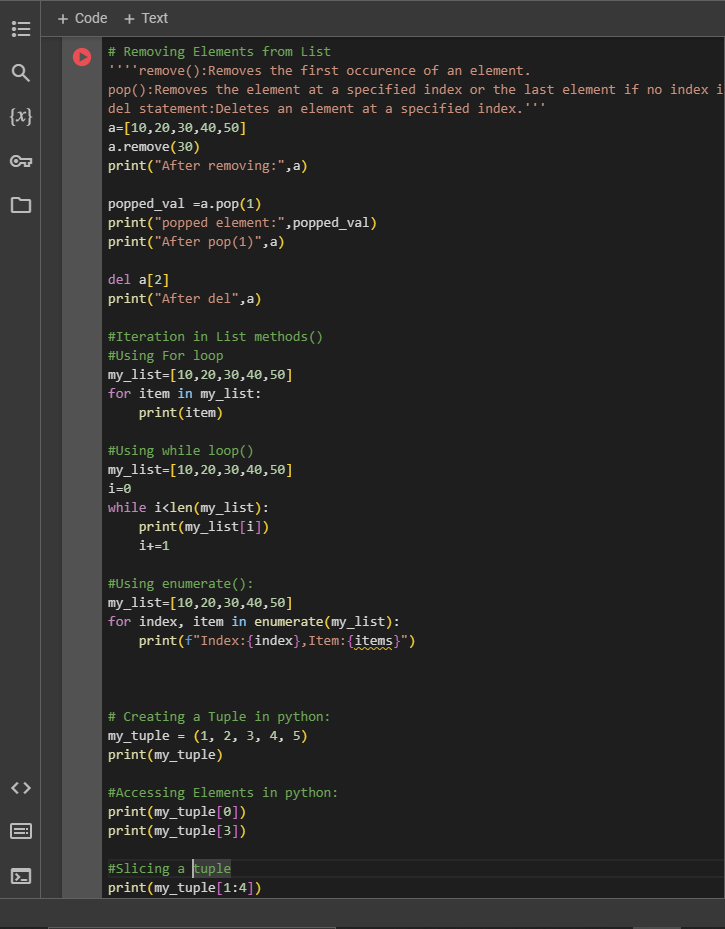 + Code + Text
{x}
# Removing Elements from List
''''remove():Removes the first occurence of an element.
pop():Removes the element at a specified index or the last element if no index i
del statement:Deletes an element at a specified index.'''
a=[10,20,30,40,50]
a.remove(30)
print("After removing:",a)
popped_val =a.pop(1)
print("popped element:",popped_val)
print("After pop(1)",a)
del a[2]
print("After del",a)
#Iteration in List methods()
#Using For loop
my_list=[10,20,30,40,50]
for item in my_list:
    print(item)
#Using while loop()
my_list=[10,20,30,40,50]
i=0
while i<len(my_list):
    print(my_list[i])
    i+=1
#Using enumerate():
my_list=[10,20,30,40,50]
for index, item in enumerate(my_list):
    print(f"Index:{index},Item:{items}")
# Creating a Tuple in python:
my_tuple = (1, 2, 3, 4, 5)
print(my_tuple)
#Accessing Elements in python:
print(my_tuple[0])
print(my_tuple[3])
#Slicing a tuple
print(my_tuple[1:4])